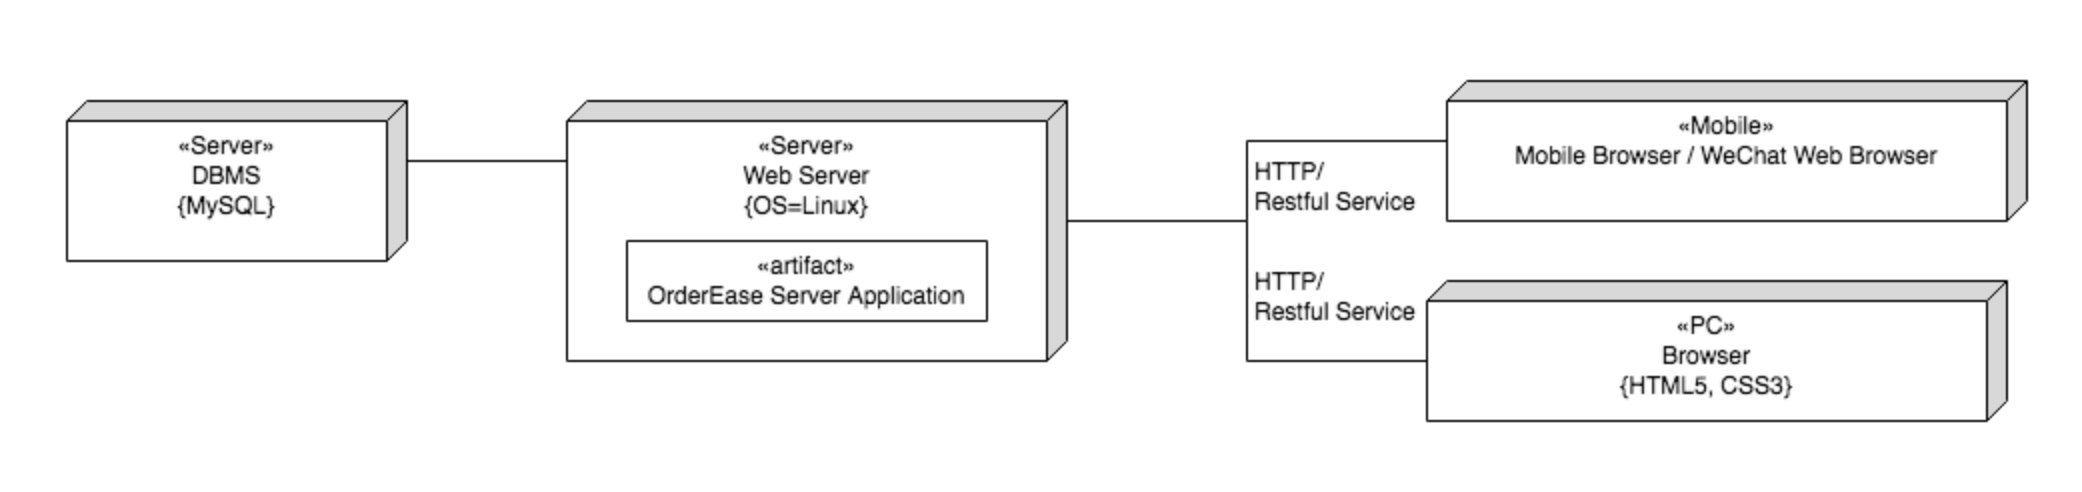 «Server»
DBMS
{MySQL}
«Server»
Web Server
{OS=Linux}
«artifact»
OrderEase Server Application
HTTP/
Restful Service
HTTP/
Restful Service
«Mobile»
Mobile Browser / WeChat Web Browser
«PC»
Browser
{HTML5, CSS3}